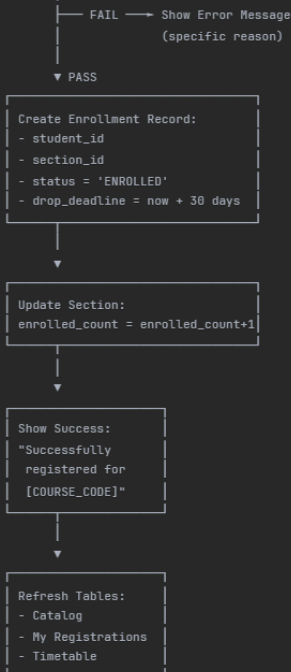 FAIL Show Error Message
(specific reason)
PASS
Create Enrollment Record:
- student_id
- section_id
- status = 'ENROLLED'
- drop_deadline = now + 30 days
Update Section:
enrolled_count = enrolled_count+1
Show Success:
"Successfully
registered for
[COURSE_CODE]"
Refresh Tables:
- Catalog
- My Registrations
- Timetable